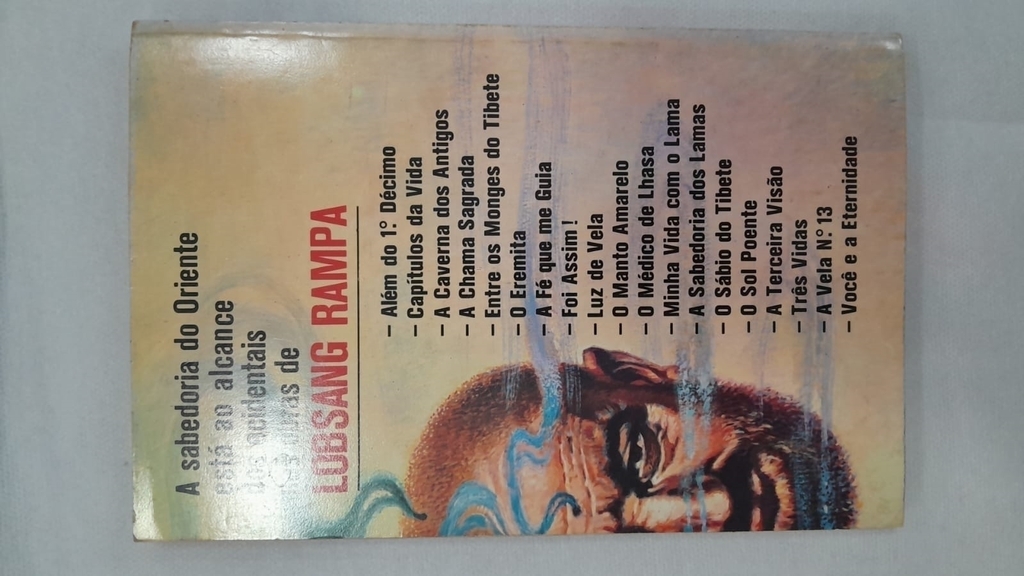 A sabedoria do Oriente
está ao alcance
dos ocidentais
nas obras de
LOBSANG RAMPA
– Além do 1º. Décimo
– Capítulos da Vida
– A Caverna dos Antigos
– A Chama Sagrada
– Entre os Monges do Tibete
– O Eremita
– A Fé que me Guia
– Foi Assim!
– Luz de Vela
– O Manto Amarelo
– O Médico de Lhasa
– Minha Vida com o Lama
– A Sabedoria dos Lamas
– O Sábio do Tibete
– O Sol Poente
– A Terceira Visão
– Três Vidas
– A Vela N.º 13
– Você e a Eternidade